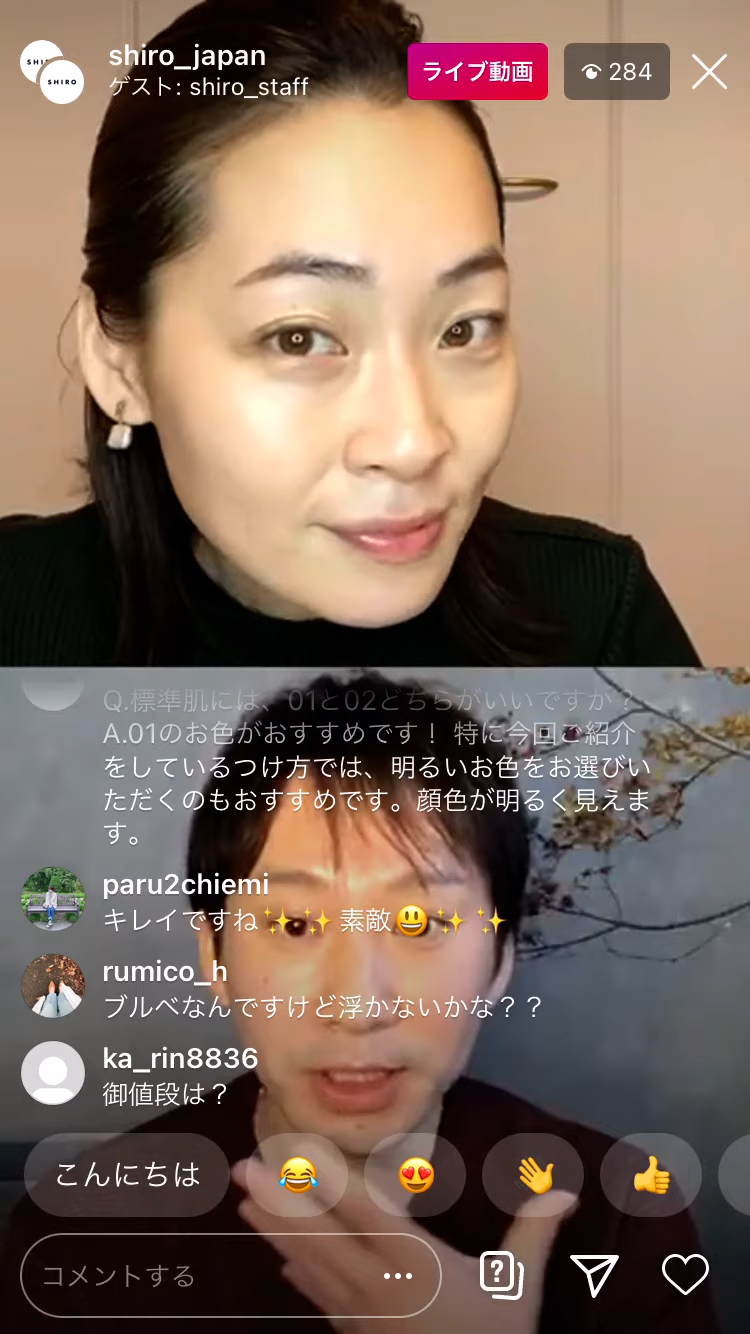 SHI
SHIRO
shiro_japan
ゲスト: shiro_staff
ライブ動画
284
Q.標準肌には、01と02どちらがいいですか？
A.01のお色がおすすめです！ 特に今回ご紹介
をしているつけ方では、明るいお色をお選びい
ただくのもおすすめです。顔色が明るく見えま
す。
paru2chiemi
キレイですね✨✨ 素敵😃✨ ✨
rumico_h
ブルベなんですけど浮かないかな？？
ka_rin8836
御値段は？
こんにちは 😂 😍 👋 👍
コメントする